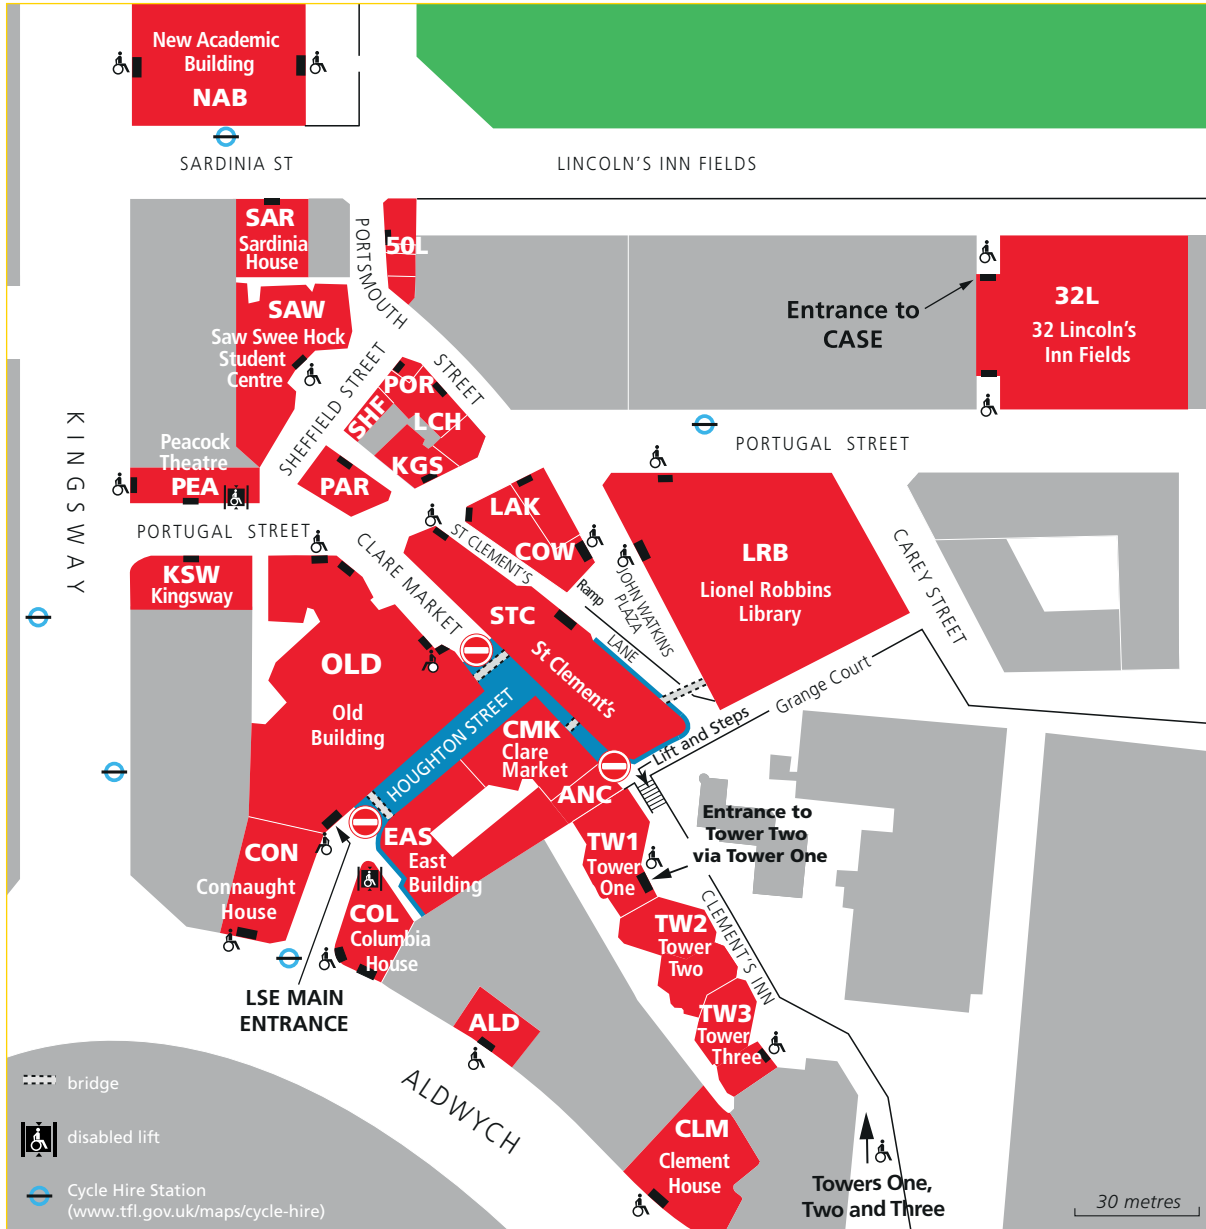 New Academic
Building
NAB
SARDINIA ST
LINCOLN'S INN FIELDS
SAR
Sardinia
House
PORTSMOUTH
STREET
50L
SAW
Saw Swee Hock
Student
Centre
SHEFFIELD STREET
Entrance to
CASE
32L
32 Lincoln's
Inn Fields
POR
SHF
LCH
KGS
KINGSWAY
Peacock
Theatre
PEA
PAR
PORTUGAL STREET
PORTUGAL STREET
LAK
COW
ST CLEMENT'S
LANE
Ramp
JOHN WATKINS
PLAZA
LRB
Lionel Robbins
Library
CAREY STREET
CLARE MARKET
KSW
Kingsway
STC
St Clement's
OLD
Old
Building
HOUGHTON STREET
CMK
Clare
Market
Grange Court
Lift and Steps
ANC
EAS
East
Building
TW1
Tower
One
Entrance to
Tower Two
via Tower One
CON
Connaught
House
COL
Columbia
House
TW2
Tower
Two
CLEMENT'S INN
LSE MAIN
ENTRANCE
ALD
TW3
Tower
Three
ALDWYCH
CLM
Clement
House
Towers One,
Two and Three
bridge
disabled lift
Cycle Hire Station
(www.tfl.gov.uk/maps/cycle-hire)
30 metres